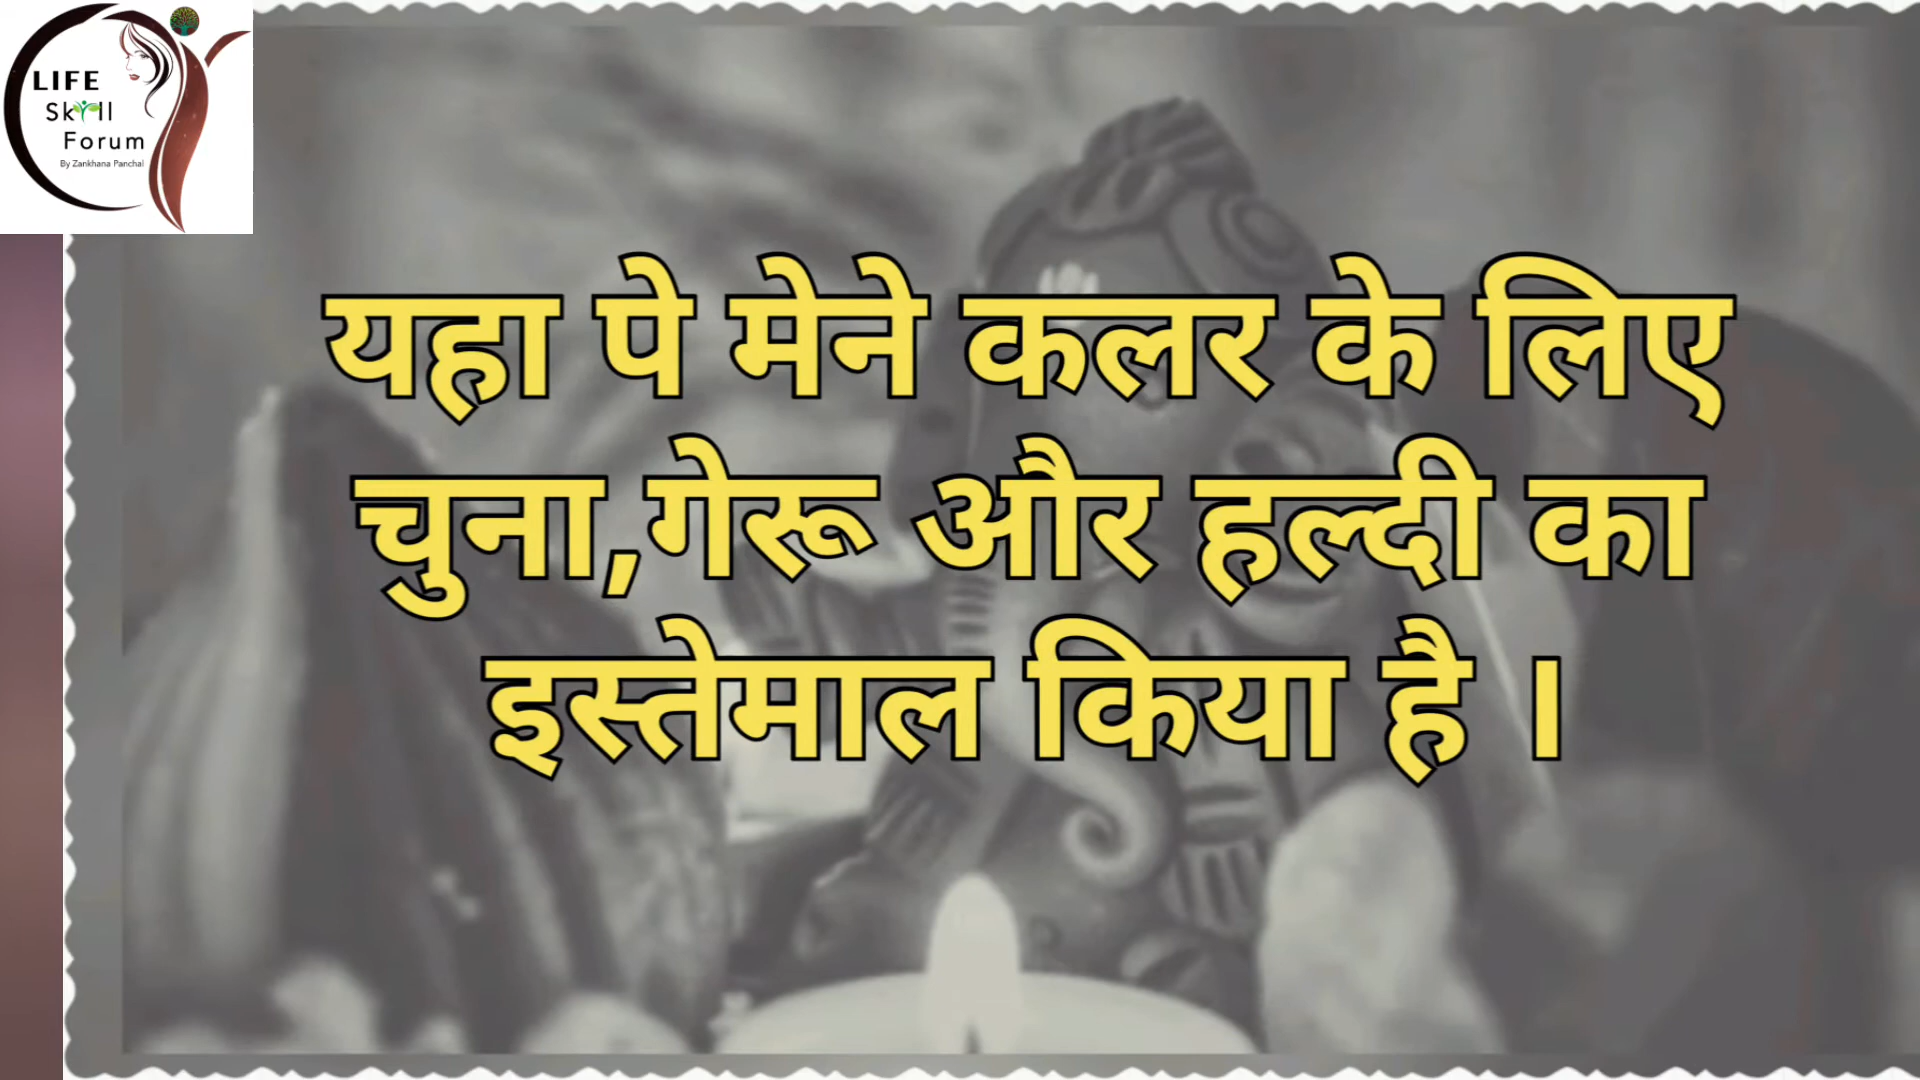 LIFE
Skill
Forum
By Zankhana Panchal
यहा पे मेने कलर के लिए
चुना,गेरू और हल्दी का
इस्तेमाल किया है ।